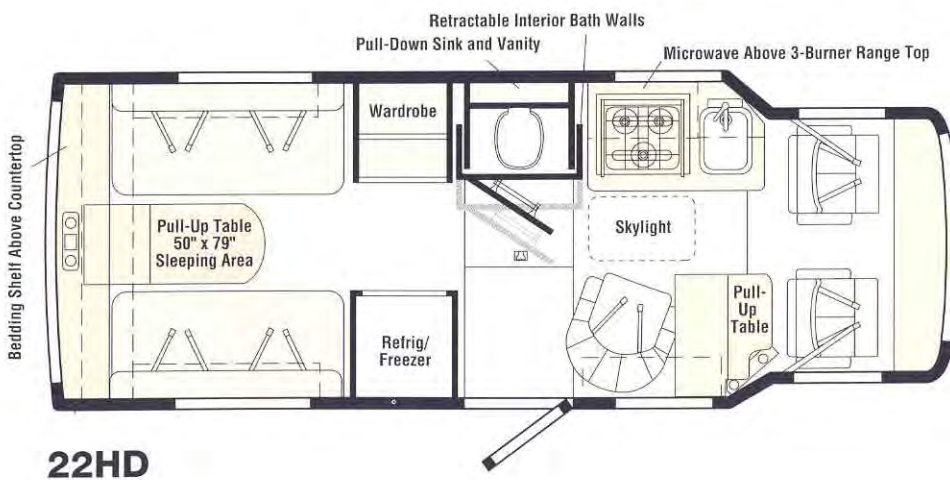 Retractable Interior Bath Walls
Pull-Down Sink and Vanity
Microwave Above 3-Burner Range Top
Wardrobe
Bedding Shelf Above Countertop
Pull-Up Table
50" x 79"
Sleeping Area
Skylight
Refrig/
Freezer
Pull-
Up
Table
22HD